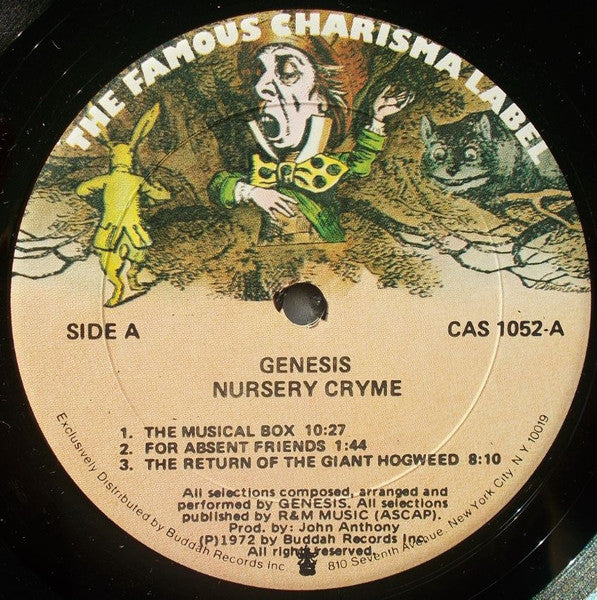 THE FAMOUS CHARISMA LABEL
SIDE A
CAS 1052-A
GENESIS
NURSERY CRYME
1. THE MUSICAL BOX 10:27
2. FOR ABSENT FRIENDS 1:44
3. THE RETURN OF THE GIANT HOGWEED 8:10
All selections composed, arranged and
performed by GENESIS. All selections
published by R&M MUSIC (ASCAP).
Prod. by: John Anthony
(P)1972 by Buddah Records Inc.
All rights reserved.
Exclusively Distributed by Buddah Records Inc. 810 Seventh Avenue, New York City, N.Y. 10019